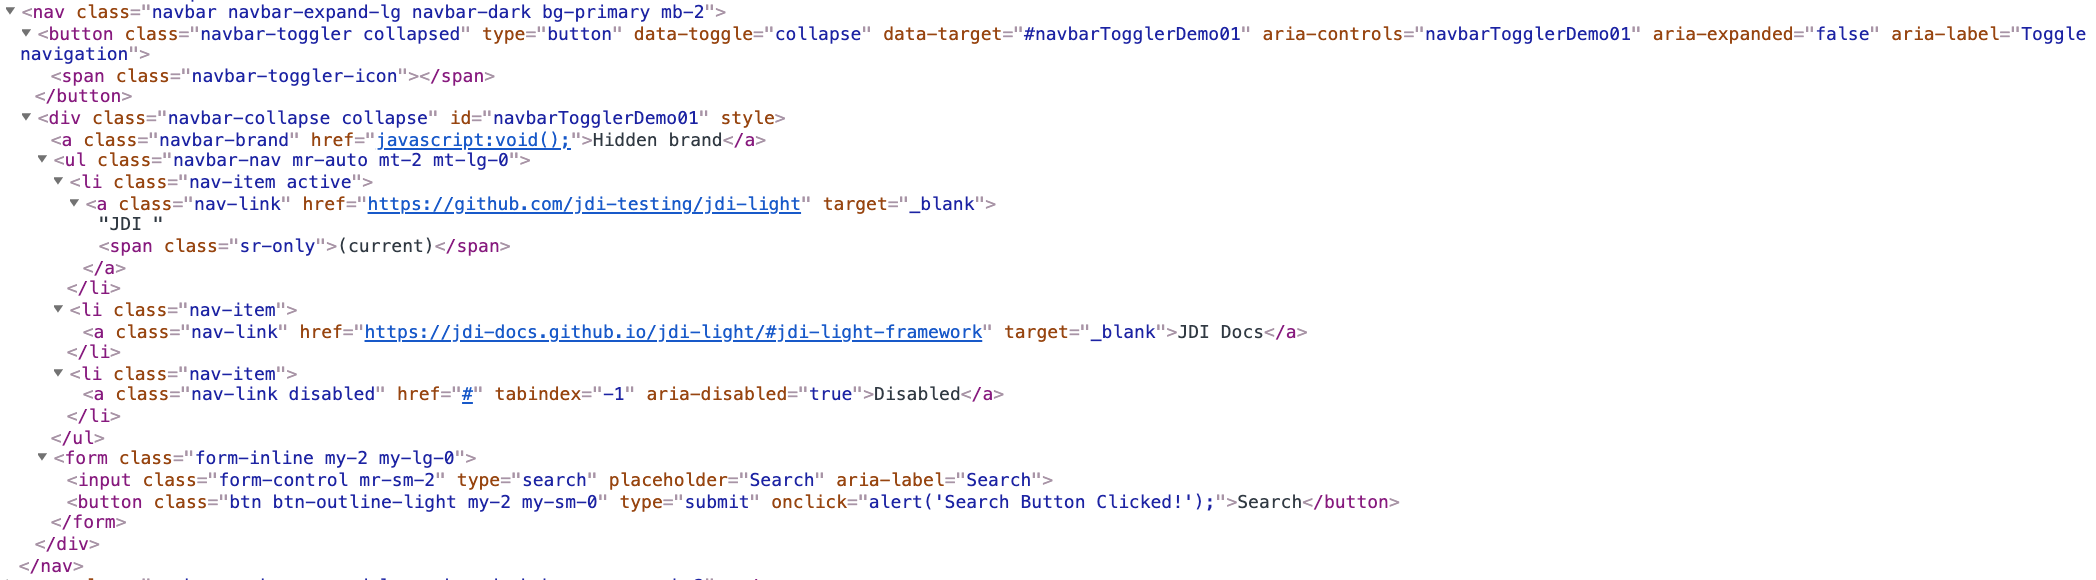 <nav class="navbar navbar-expand-lg navbar-dark bg-primary mb-2">
<button class="navbar-toggler collapsed" type="button" data-toggle="collapse" data-target="#navbarTogglerDemo01" aria-controls="navbarTogglerDemo01" aria-expanded="false" aria-label="Toggle
navigation">
<span class="navbar-toggler-icon"></span>
</button>
<div class="navbar-collapse collapse" id="navbarTogglerDemo01" style>
<a class="navbar-brand" href="javascript:void();">Hidden brand</a>
<ul class="navbar-nav mr-auto mt-2 mt-lg-0">
<li class="nav-item active">
<a class="nav-link" href="https://github.com/jdi-testing/jdi-light" target="_blank">
"JDI "
<span class="sr-only">(current)</span>
</a>
</li>
<li class="nav-item">
<a class="nav-link" href="https://jdi-docs.github.io/jdi-light/#jdi-light-framework" target="_blank">JDI Docs</a>
</li>
<li class="nav-item">
<a class="nav-link disabled" href="#" tabindex="-1" aria-disabled="true">Disabled</a>
</li>
</ul>
<form class="form-inline my-2 my-lg-0">
<input class="form-control mr-sm-2" type="search" placeholder="Search" aria-label="Search">
<button class="btn btn-outline-light my-2 my-sm-0" type="submit" onclick="alert('Search Button Clicked!');">Search</button>
</form>
</div>
</nav>